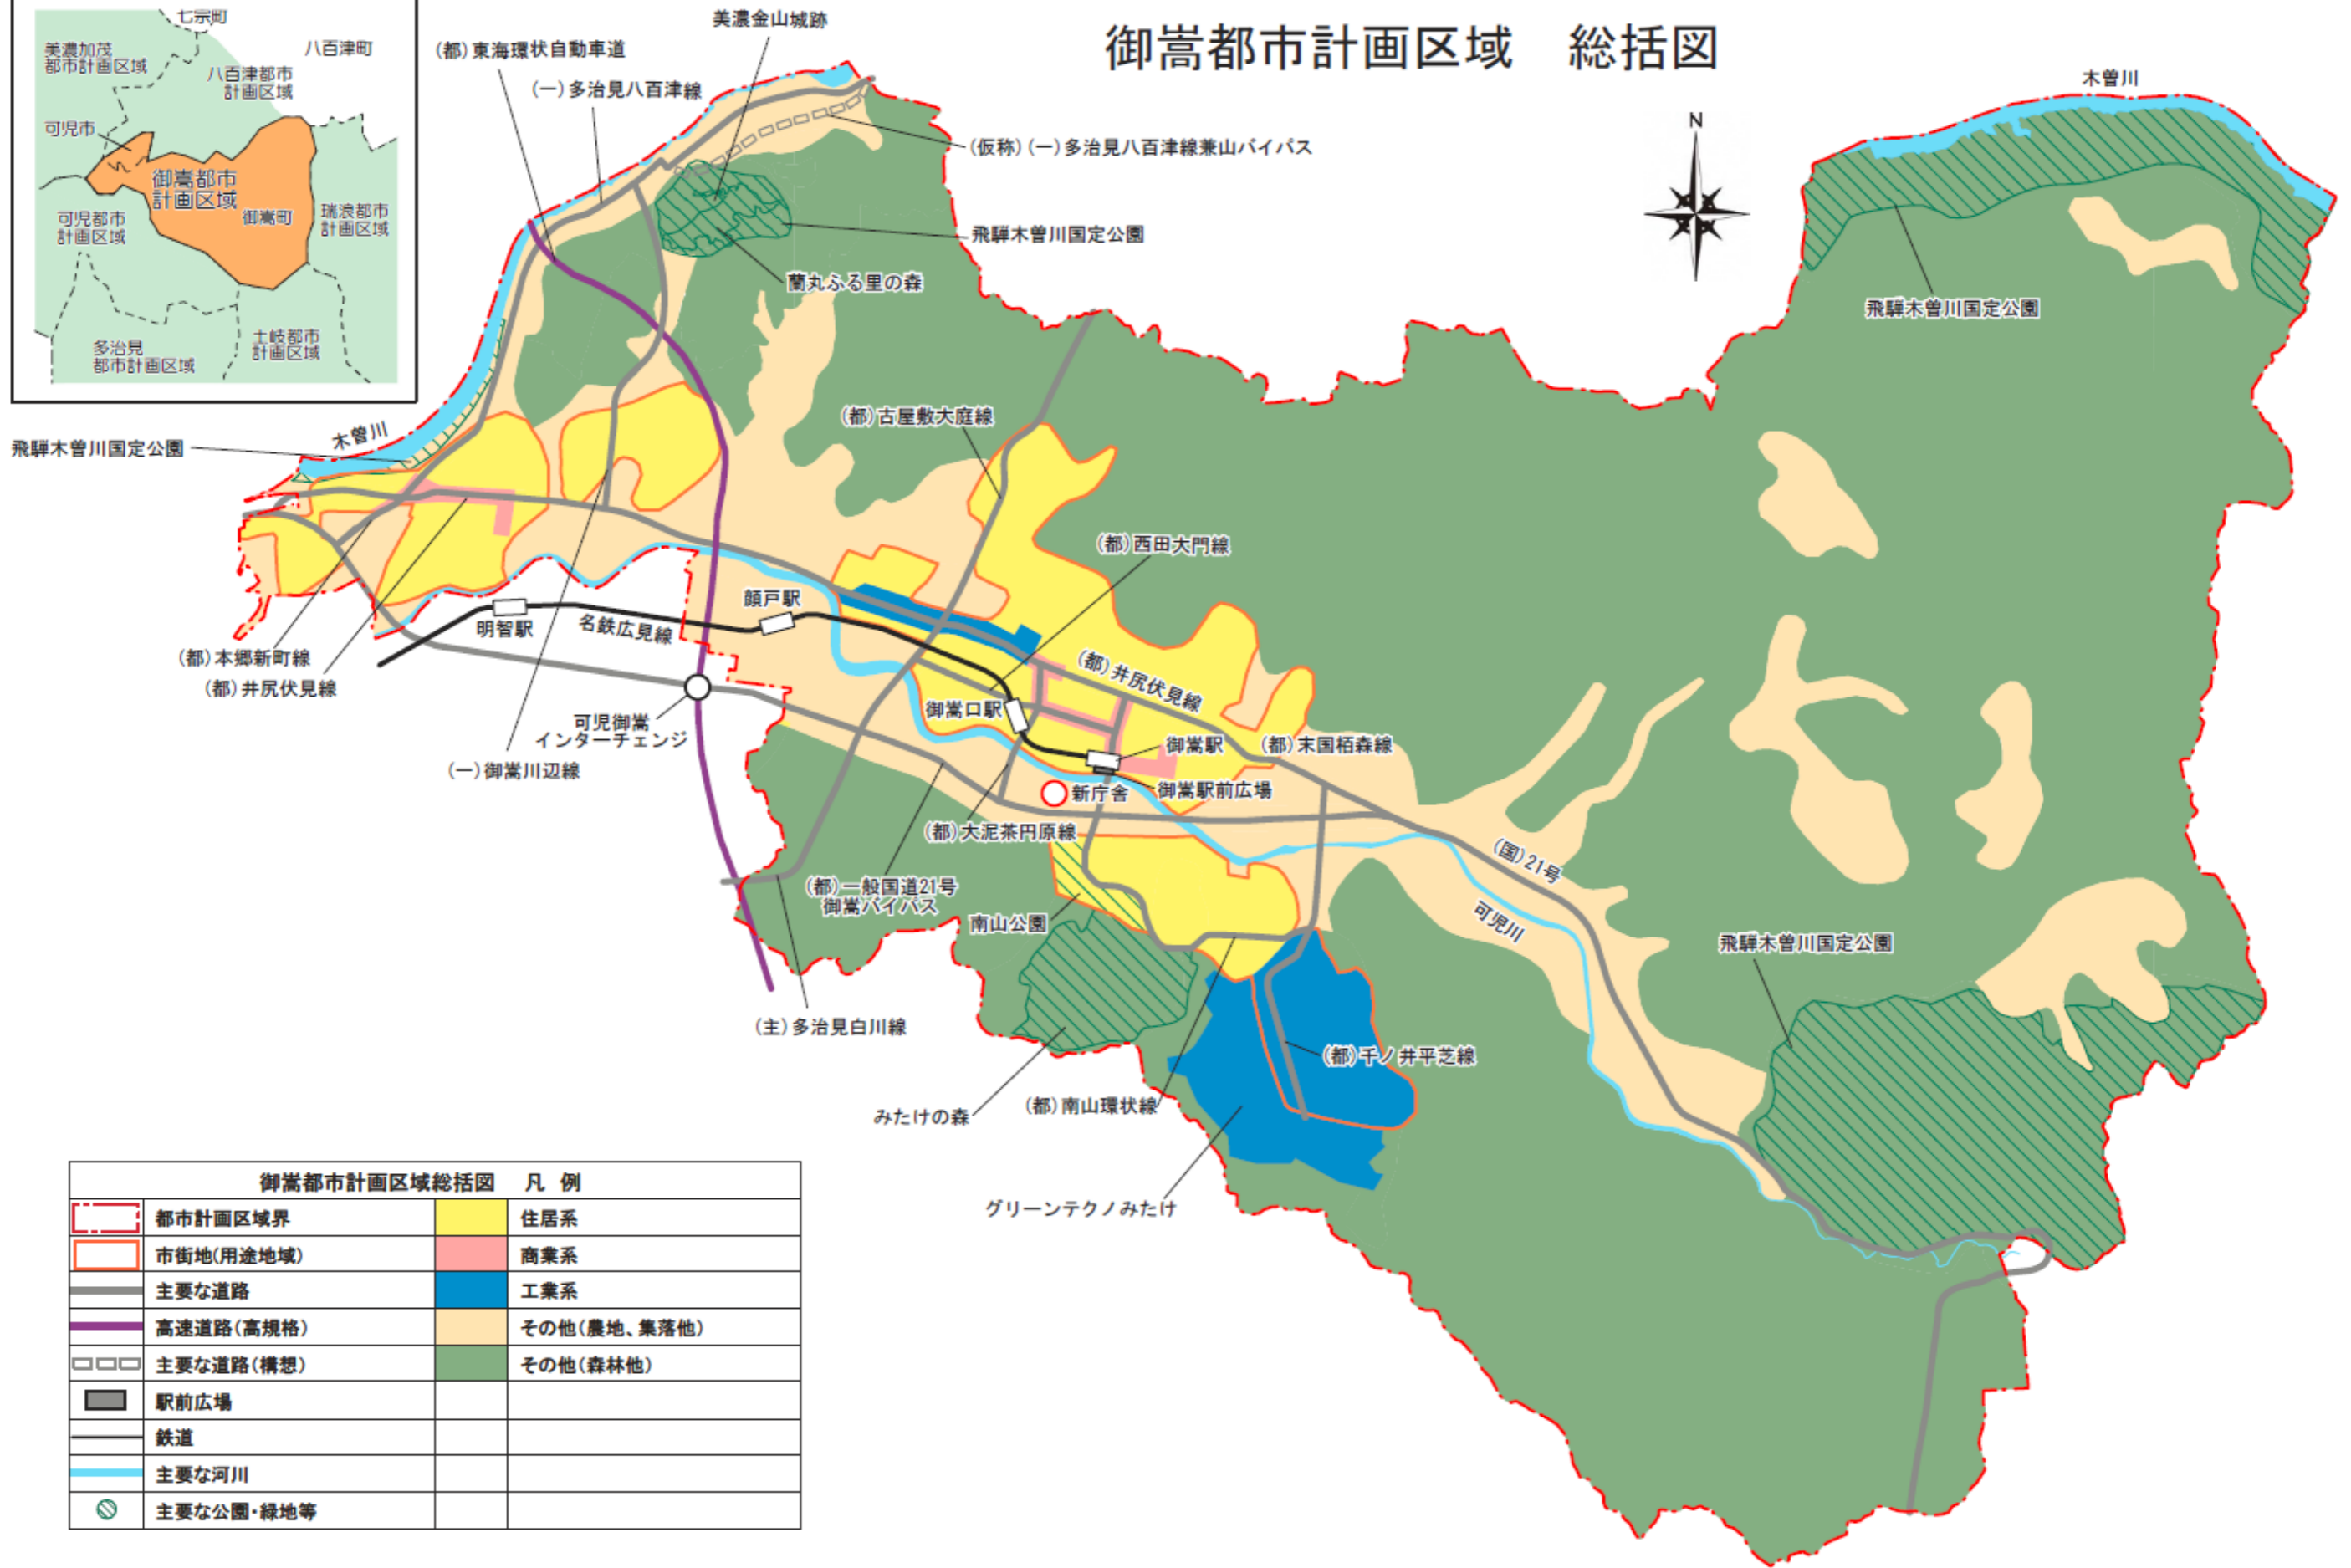 御嵩都市計画区域　総括図
七宗町
美濃加茂
都市計画区域
八百津町
八百津都市
計画区域
可児市
御嵩都市
計画区域
御嵩町
可児都市
計画区域
瑞浪都市
計画区域
多治見
都市計画区域
土岐都市
計画区域
美濃金山城跡
(都)東海環状自動車道
(一)多治見八百津線
(仮称)(一)多治見八百津線兼山バイパス
飛騨木曽川国定公園
蘭丸ふる里の森
N
木曽川
飛騨木曽川国定公園
(都)古屋敷大庭線
木曽川
飛騨木曽川国定公園
(都)西田大門線
顔戸駅
明智駅
名鉄広見線
(都)本郷新町線
(都)井尻伏見線
(都)井尻伏見線
御嵩口駅
可児御嵩
インターチェンジ
御嵩駅
(都)末国栢森線
(一)御嵩川辺線
新庁舎
御嵩駅前広場
(都)大泥茶円原線
(国)21号
(都)一般国道21号
御嵩バイパス
南山公園
可児川
飛騨木曽川国定公園
(主)多治見白川線
(都)千ノ井平芝線
みたけの森
(都)南山環状線
グリーンテクノみたけ
御嵩都市計画区域総括図　凡 例
都市計画区域界
住居系
市街地(用途地域)
商業系
主要な道路
工業系
高速道路(高規格)
その他(農地、集落他)
主要な道路(構想)
その他(森林他)
駅前広場
鉄道
主要な河川
主要な公園・緑地等